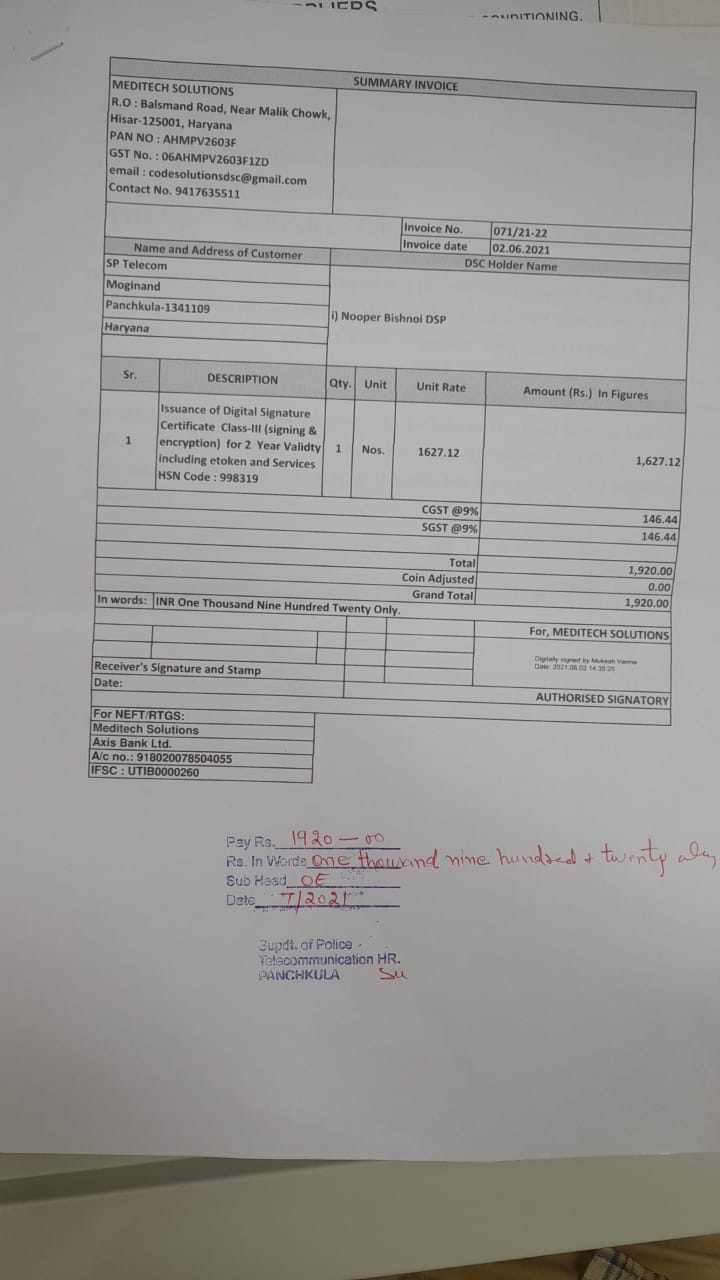 CONDITIONING.
SUMMARY INVOICE
MEDITECH SOLUTIONS
R.O : Balsmand Road, Near Malik Chowk,
Hisar-125001, Haryana
PAN NO : AHMPV2603F
GST No. : 06AHMPV2603F1ZD
email : codesolutionsdsc@gmail.com
Contact No. 9417635511
Invoice No. 071/21-22
Invoice date 02.06.2021
Name and Address of Customer DSC Holder Name
SP Telecom
Moginand
Panchkula-1341109
Haryana
i) Nooper Bishnoi DSP
Sr. DESCRIPTION Qty. Unit Unit Rate Amount (Rs.) In Figures
1 Issuance of Digital Signature
Certificate Class-III (signing &
encryption) for 2 Year Validty
including etoken and Services
HSN Code : 998319
1 Nos. 1627.12 1,627.12
CGST @9% 146.44
SGST @9% 146.44
Total 1,920.00
Coin Adjusted 0.00
Grand Total 1,920.00
In words: INR One Thousand Nine Hundred Twenty Only.
For, MEDITECH SOLUTIONS
Digitally signed by Mukesh Verma
Date: 2021.06.02 14:35:25
Receiver's Signature and Stamp
Date:
AUTHORISED SIGNATORY
For NEFT/RTGS:
Meditech Solutions
Axis Bank Ltd.
A/c no.: 918020078504055
IFSC : UTIB0000260
Pay Rs. 1920 — 00
Rs. In Words One thousand nine hundred & twenty
Sub Head OE
Date 7/2021
Supdt. of Police
Telecommunication HR.
PANCHKULA